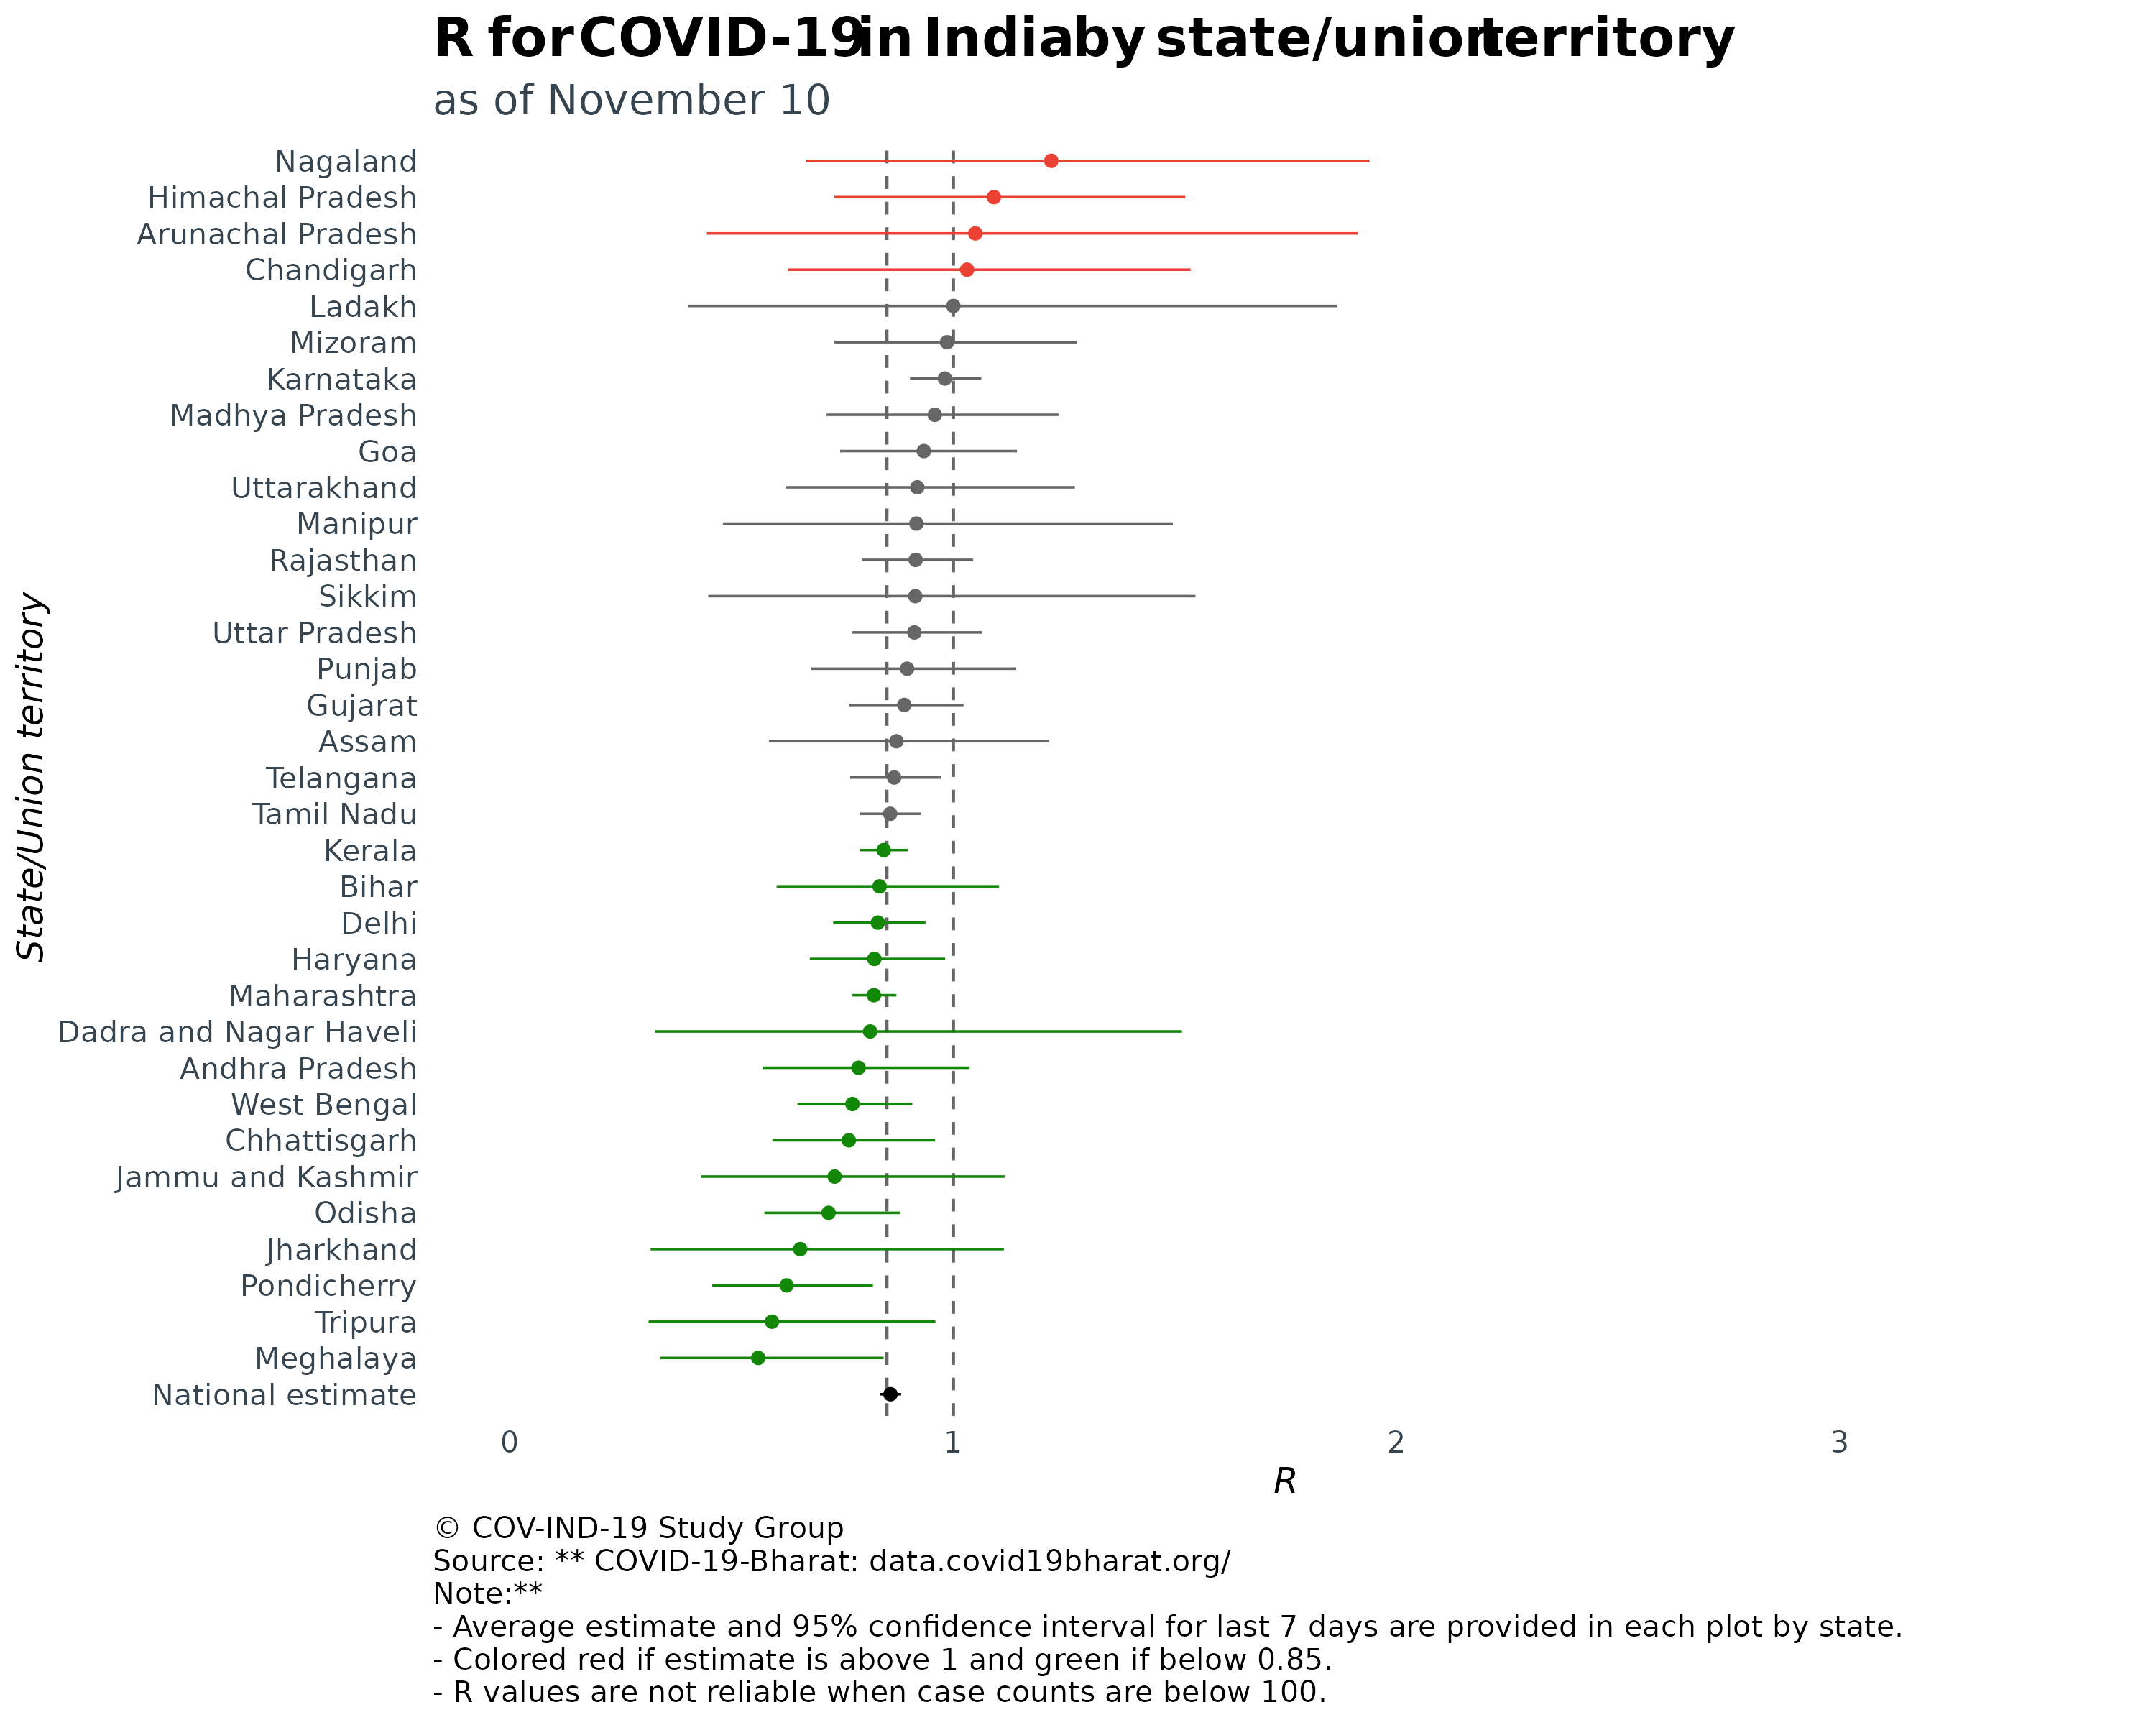 R for COVID-19 in India by state/union territory
as of November 10
Nagaland
Himachal Pradesh
Arunachal Pradesh
Chandigarh
Ladakh
Mizoram
Karnataka
Madhya Pradesh
Goa
Uttarakhand
Manipur
Rajasthan
Sikkim
Uttar Pradesh
Punjab
Gujarat
Assam
Telangana
Tamil Nadu
Kerala
Bihar
Delhi
Haryana
Maharashtra
Dadra and Nagar Haveli
Andhra Pradesh
West Bengal
Chhattisgarh
Jammu and Kashmir
Odisha
Jharkhand
Pondicherry
Tripura
Meghalaya
National estimate
State/Union territory
0 1 2 3
R
© COV-IND-19 Study Group
Source: ** COVID-19-Bharat: data.covid19bharat.org/
Note:**
- Average estimate and 95% confidence interval for last 7 days are provided in each plot by state.
- Colored red if estimate is above 1 and green if below 0.85.
- R values are not reliable when case counts are below 100.